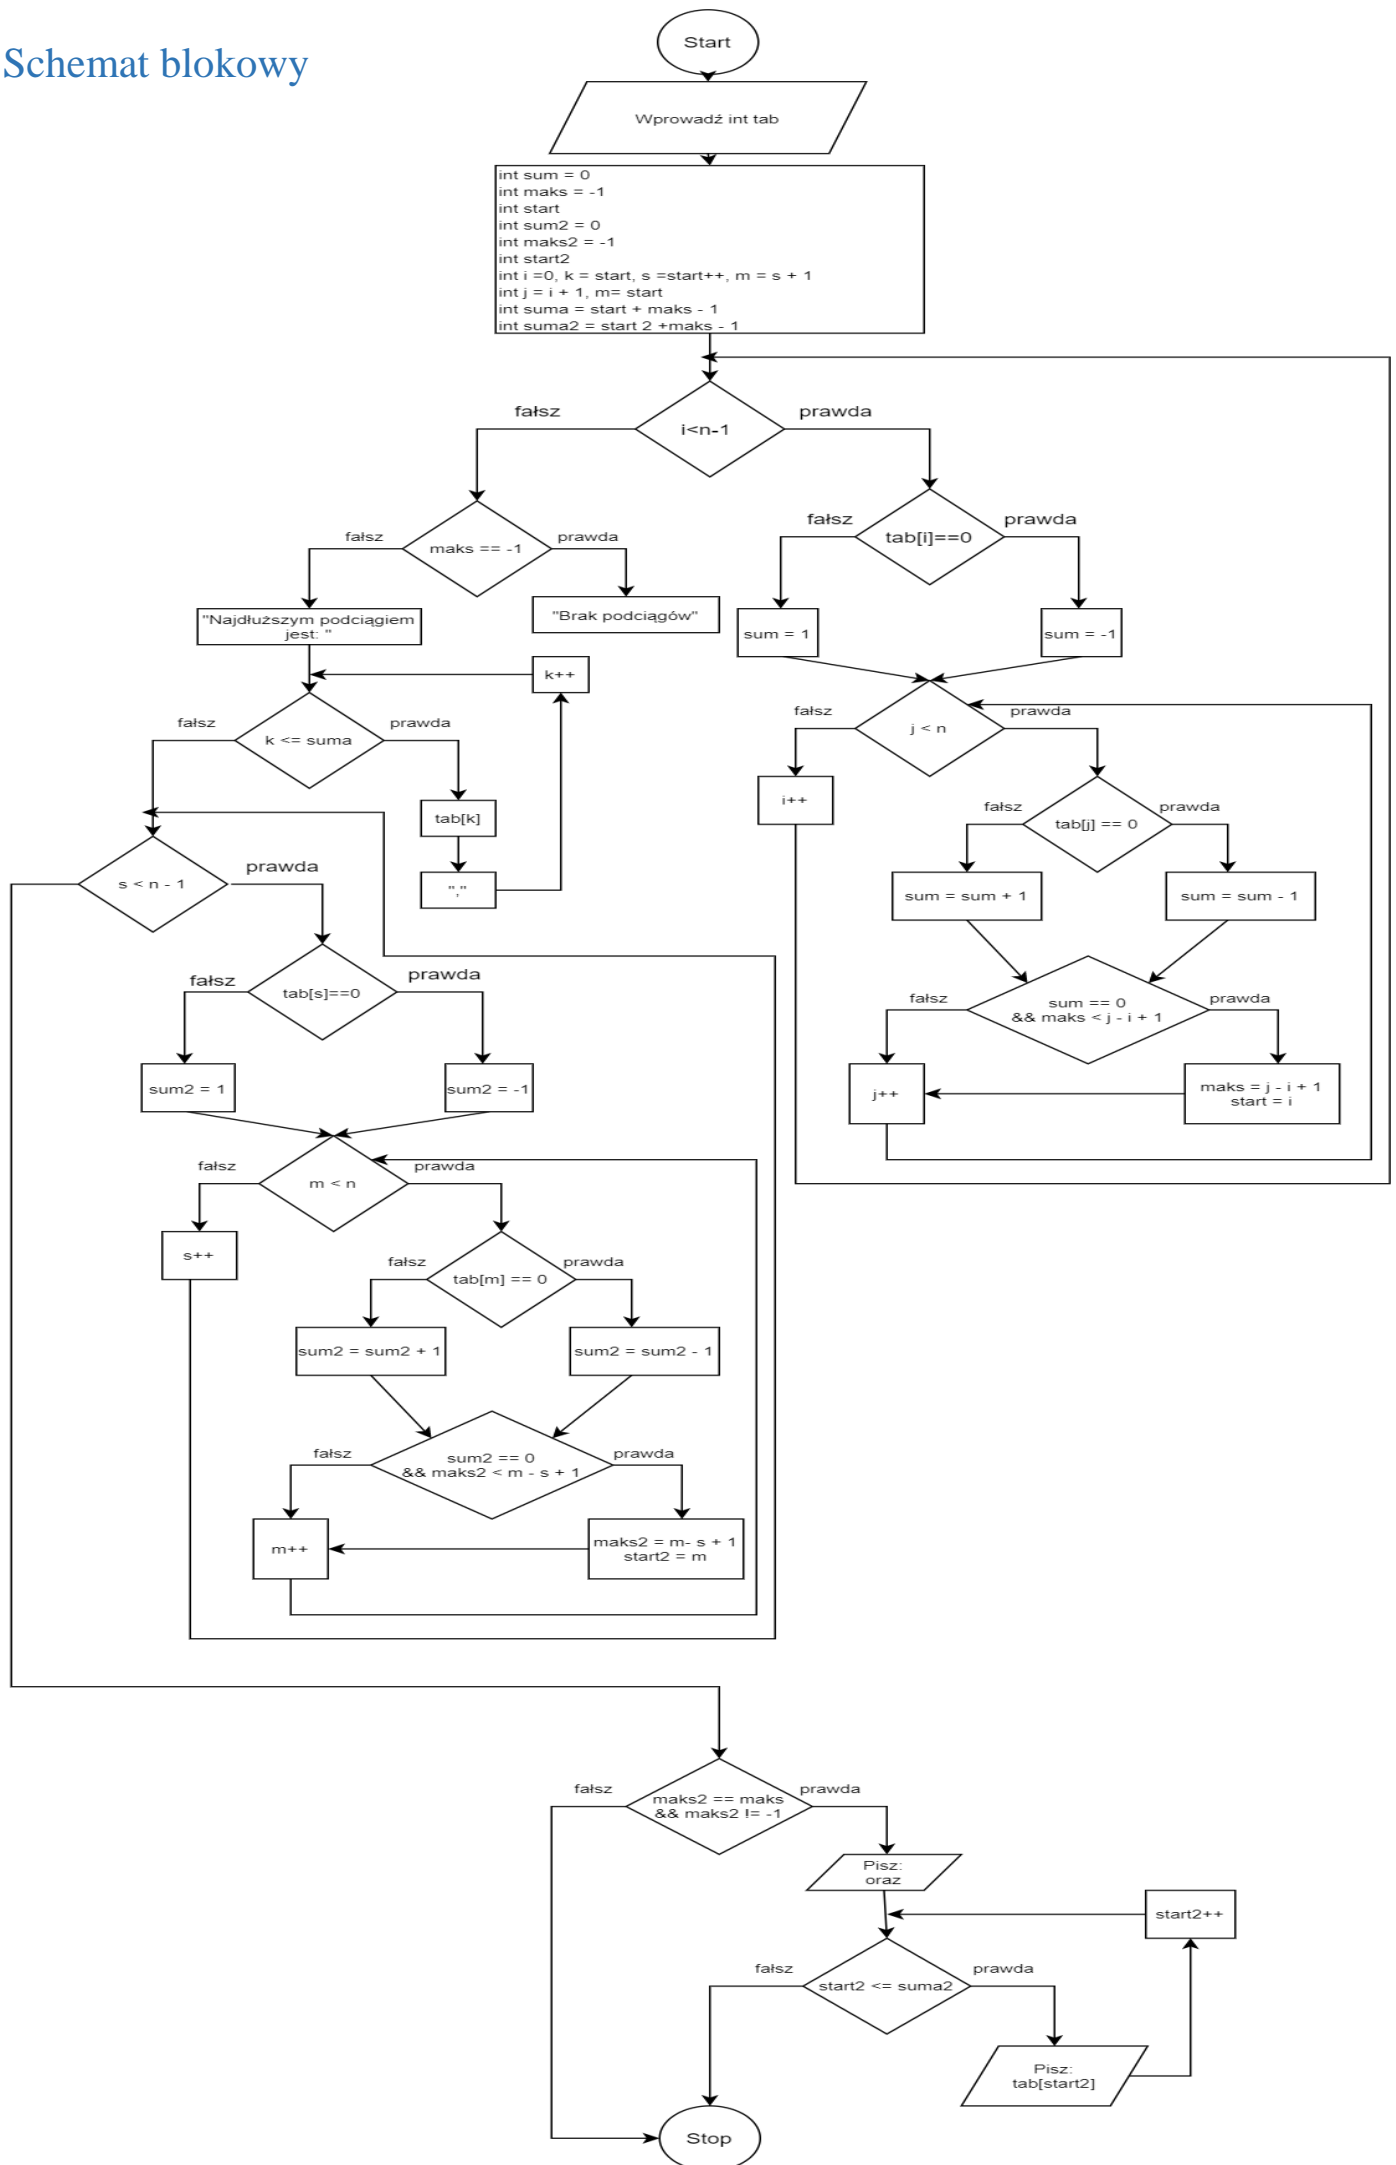 Schemat blokowy
Start
Wprowadź int tab
int sum = 0
int maks = -1
int start
int sum2 = 0
int maks2 = -1
int start2
int i =0, k = start, s =start++, m = s + 1
int j = i + 1, m= start
int suma = start + maks - 1
int suma2 = start 2 +maks - 1
fałsz
prawda
i<n-1
fałsz
prawda
maks == -1
fałsz
prawda
tab[i]==0
"Najdłuższym podciągiem
jest: "
"Brak podciągów"
sum = 1
sum = -1
k++
fałsz
prawda
k <= suma
fałsz
prawda
j < n
tab[k]
","
i++
fałsz
prawda
tab[j] == 0
prawda
s < n - 1
sum = sum + 1
sum = sum - 1
fałsz
prawda
tab[s]==0
fałsz
prawda
sum == 0
&& maks < j - i + 1
sum2 = 1
sum2 = -1
j++
maks = j - i + 1
start = i
fałsz
prawda
m < n
s++
fałsz
prawda
tab[m] == 0
sum2 = sum2 + 1
sum2 = sum2 - 1
fałsz
prawda
sum2 == 0
&& maks2 < m - s + 1
m++
maks2 = m- s + 1
start2 = m
fałsz
prawda
maks2 == maks
&& maks2 != -1
Pisz:
oraz
start2++
fałsz
prawda
start2 <= suma2
Pisz:
tab[start2]
Stop